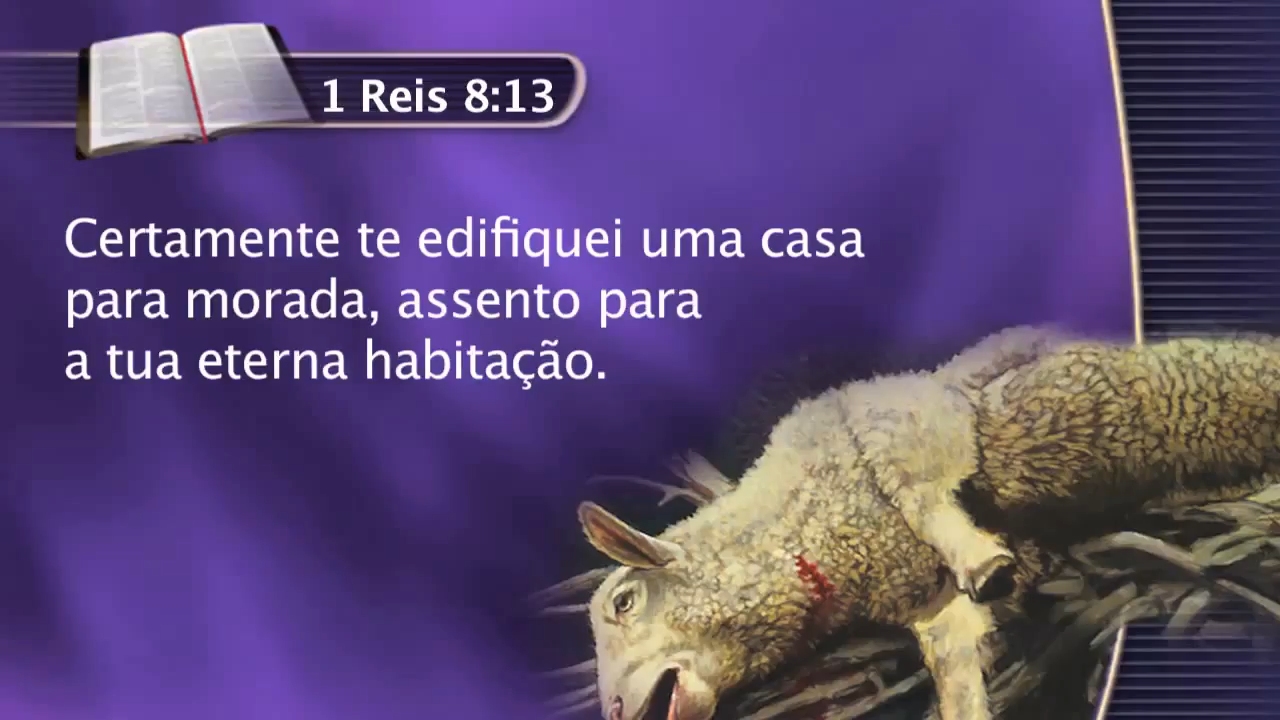 1 Reis 8:13
Certamente te edifiquei uma casa
para morada, assento para
a tua eterna habitação.